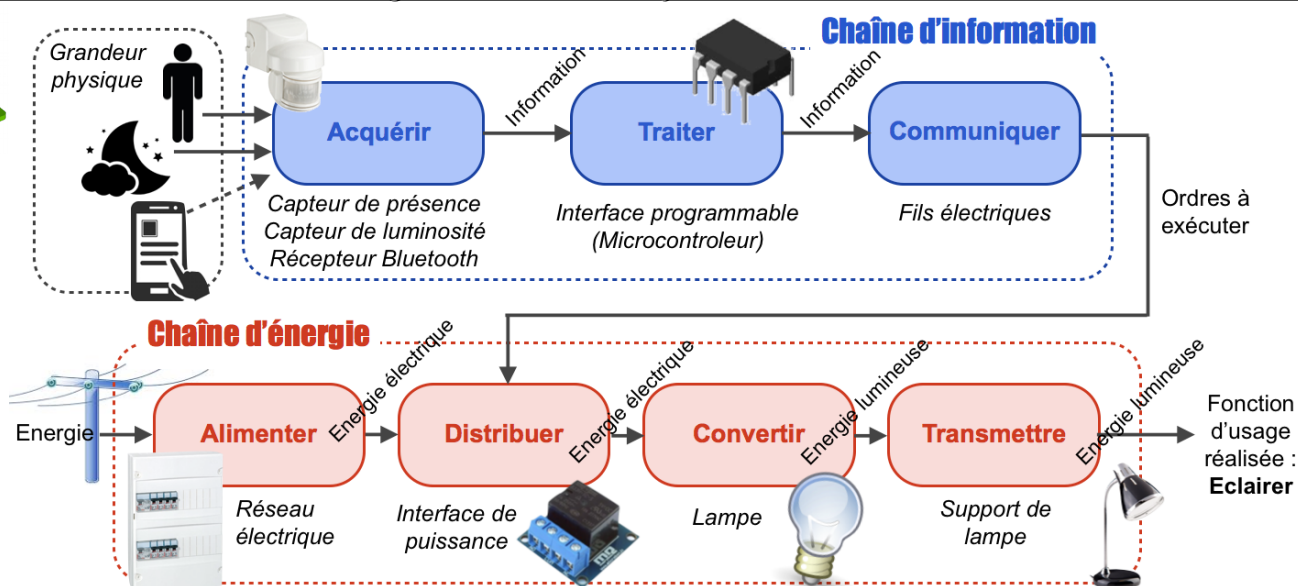 Chaîne d'information
Grandeur
physique
Acquérir
Information
Traiter
Information
Communiquer
Capteur de présence
Capteur de luminosité
Récepteur Bluetooth
Interface programmable
(Microcontroleur)
Fils électriques
Ordres à
exécuter
Chaîne d'énergie
Energie
Alimenter
Energie électrique
Distribuer
Energie électrique
Convertir
Energie lumineuse
Transmettre
Energie lumineuse
Fonction
d'usage
réalisée :
Eclairer
Réseau
électrique
Interface de
puissance
Lampe
Support de
lampe